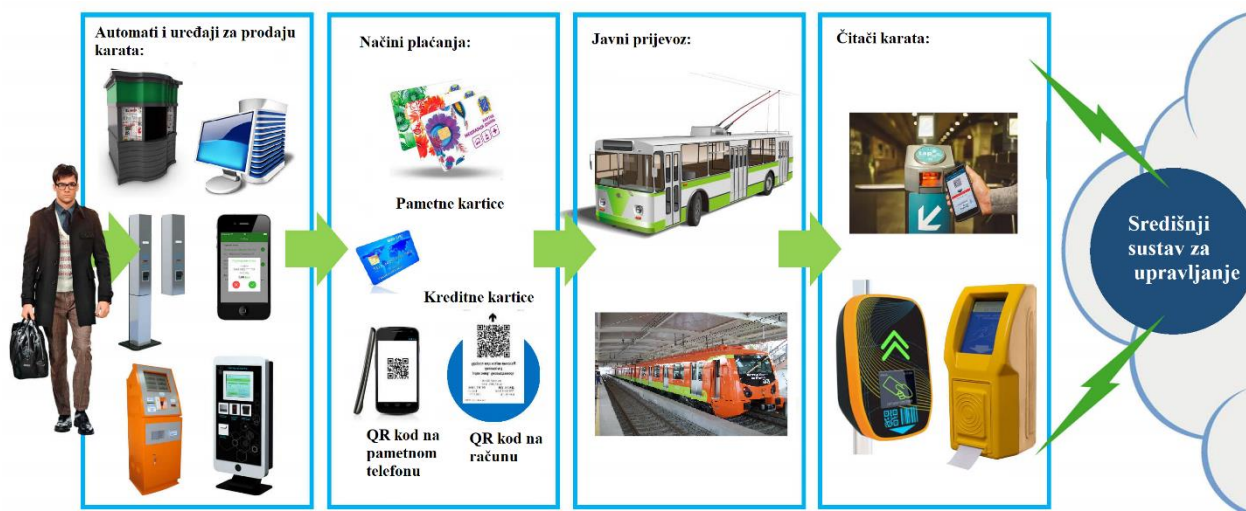 Automati i uređaji za prodaju
karata:
Načini plaćanja:
Pametne kartice
Kreditne kartice
QR kod na
pametnom
telefonu
QR kod na
računu
Javni prijevoz:
Čitači karata:
Središnji
sustav za
upravljanje